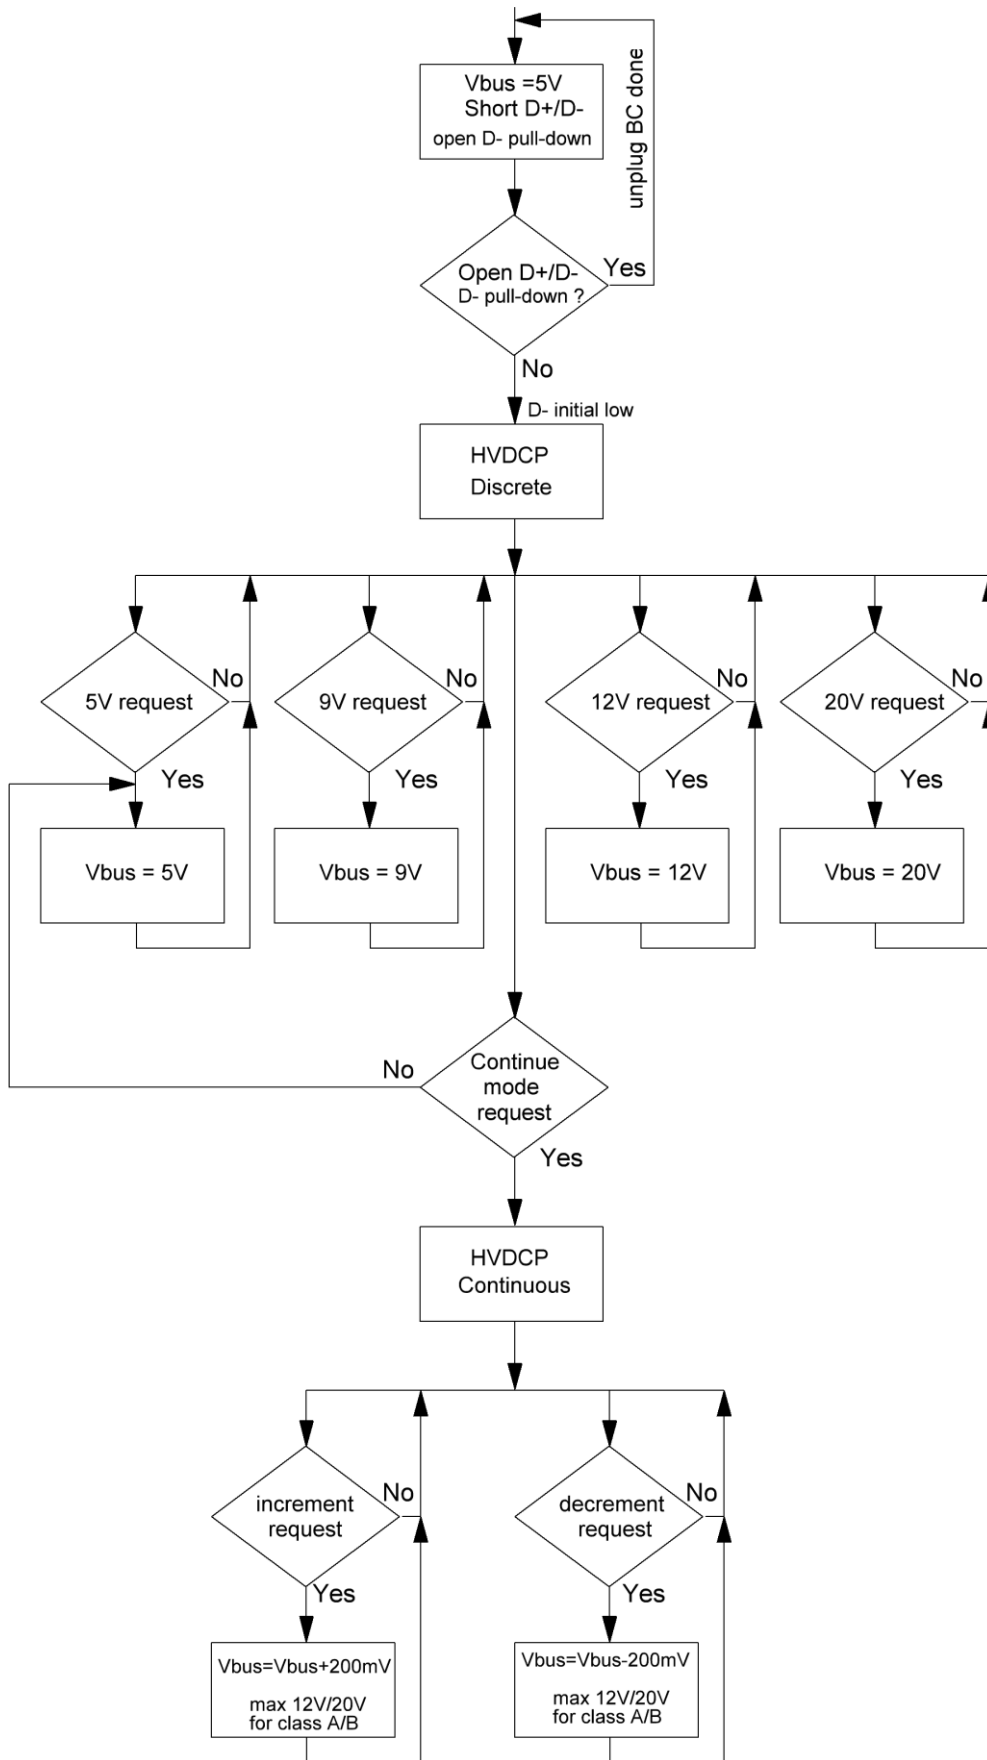 Vbus =5V
Short D+/D-
open D- pull-down
unplug BC done
Open D+/D-
D- pull-down ?
Yes
No
D- initial low
HVDCP
Discrete
5V request
No
9V request
No
12V request
No
20V request
No
Yes
Yes
Yes
Yes
Vbus = 5V
Vbus = 9V
Vbus = 12V
Vbus = 20V
No
Continue
mode
request
Yes
HVDCP
Continuous
increment
request
No
decrement
request
No
Yes
Yes
Vbus=Vbus+200mV
max 12V/20V
for class A/B
Vbus=Vbus-200mV
max 12V/20V
for class A/B